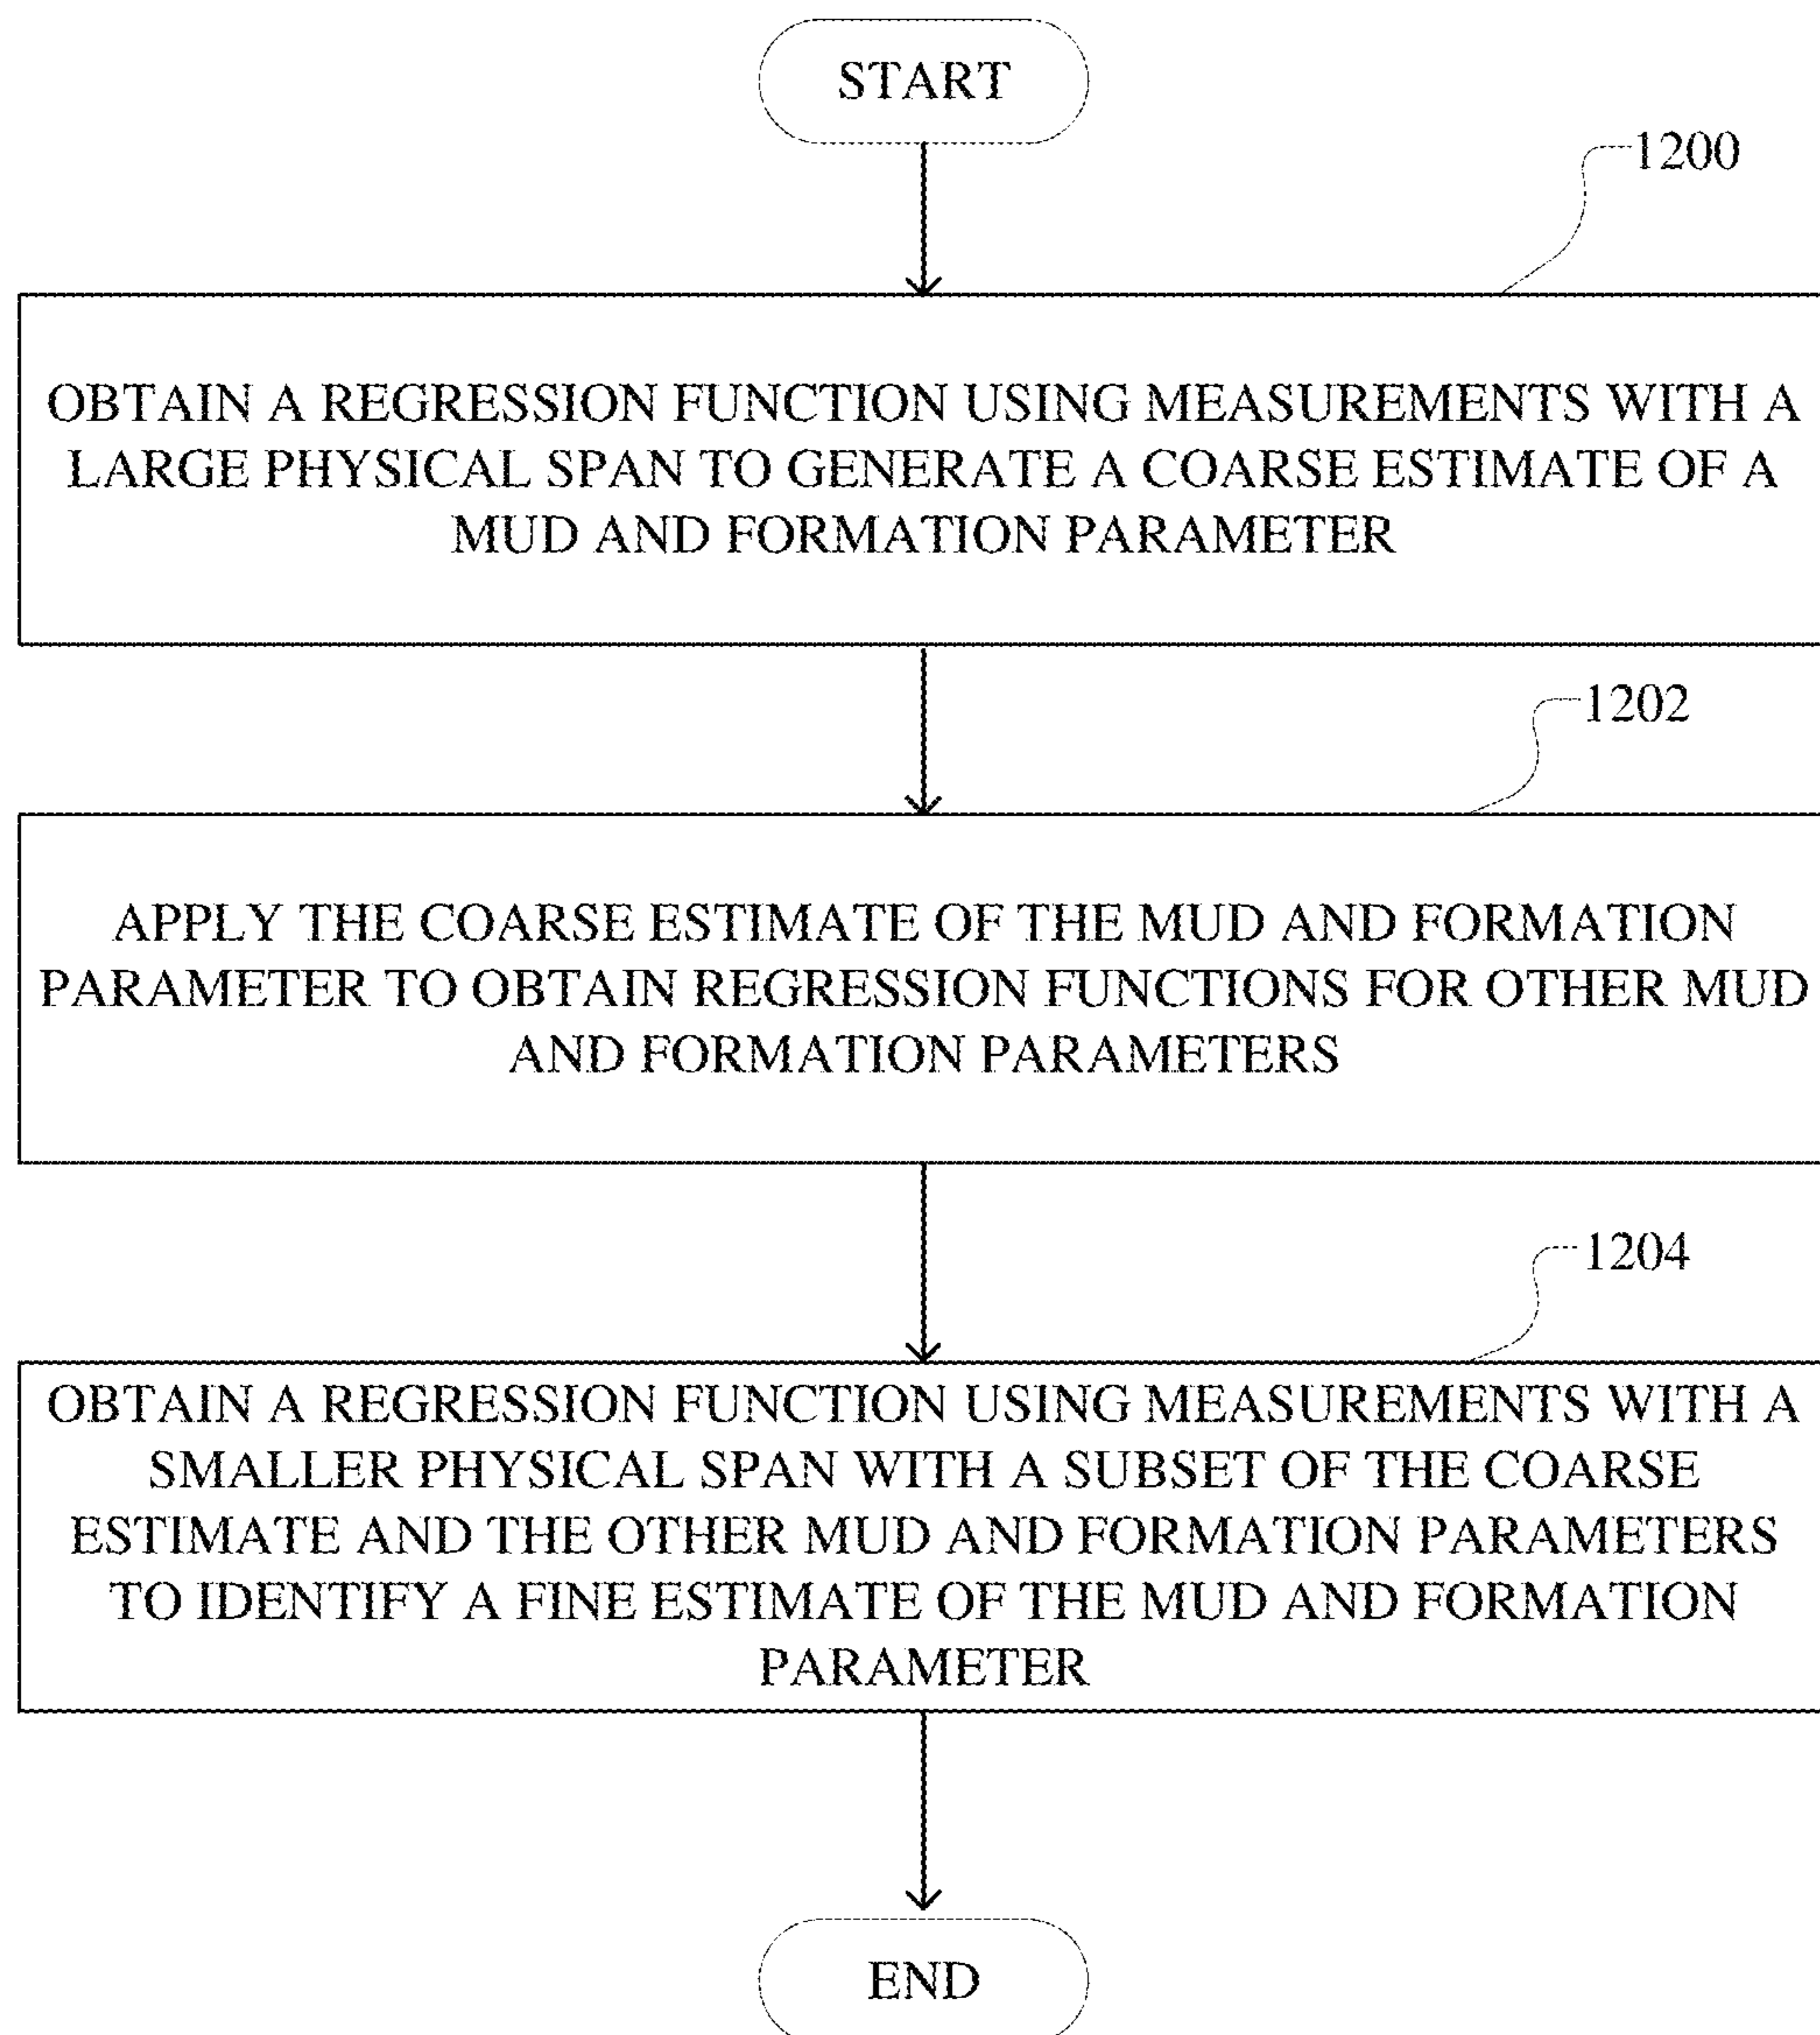 START
1200
OBTAIN A REGRESSION FUNCTION USING MEASUREMENTS WITH A
LARGE PHYSICAL SPAN TO GENERATE A COARSE ESTIMATE OF A
MUD AND FORMATION PARAMETER
1202
APPLY THE COARSE ESTIMATE OF THE MUD AND FORMATION
PARAMETER TO OBTAIN REGRESSION FUNCTIONS FOR OTHER MUD
AND FORMATION PARAMETERS
1204
OBTAIN A REGRESSION FUNCTION USING MEASUREMENTS WITH A
SMALLER PHYSICAL SPAN WITH A SUBSET OF THE COARSE
ESTIMATE AND THE OTHER MUD AND FORMATION PARAMETERS
TO IDENTIFY A FINE ESTIMATE OF THE MUD AND FORMATION
PARAMETER
END